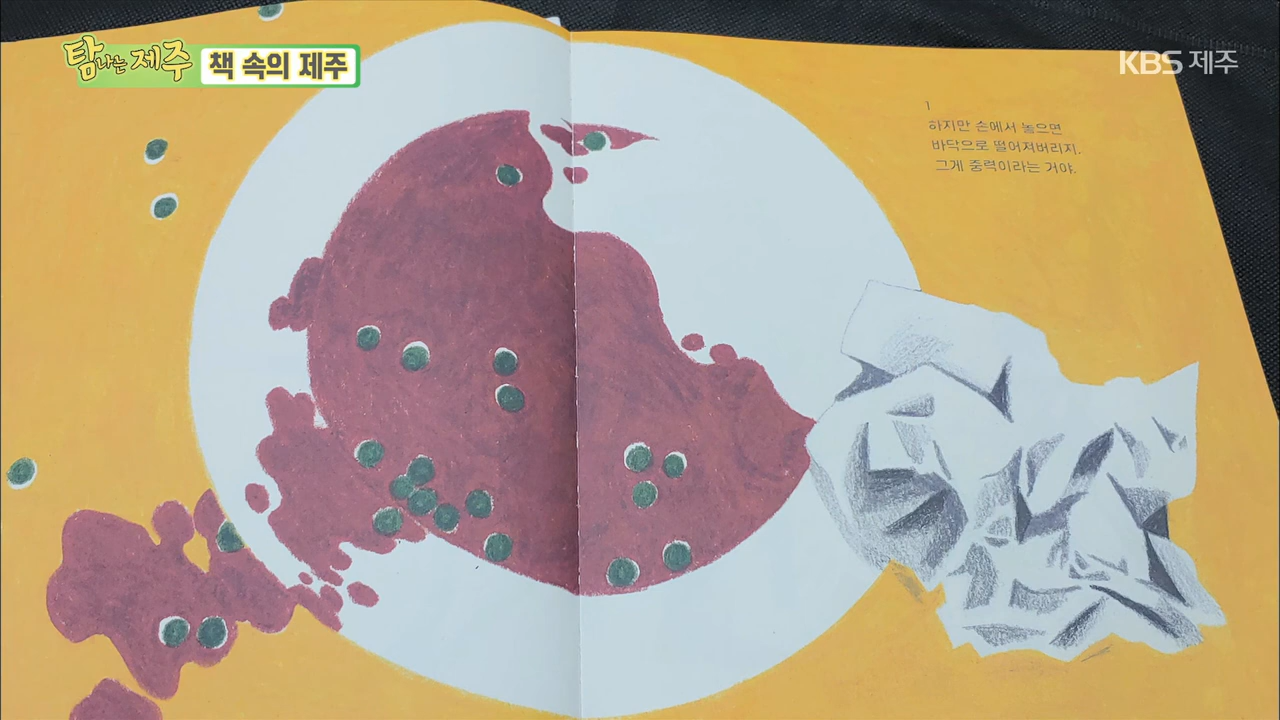 탐나는 제주
책 속의 제주
KBS 제주
1
하지만 손에서 놓으면
바닥으로 떨어져버리지.
그게 중력이라는 거야.